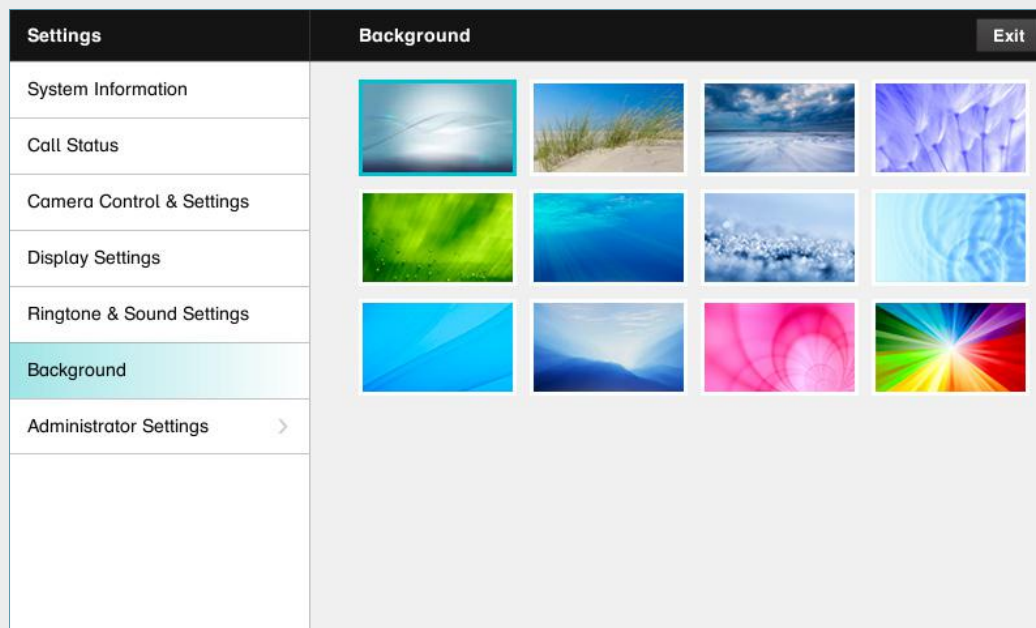 Settings
Background
Exit
System Information
Call Status
Camera Control & Settings
Display Settings
Ringtone & Sound Settings
Background
Administrator Settings